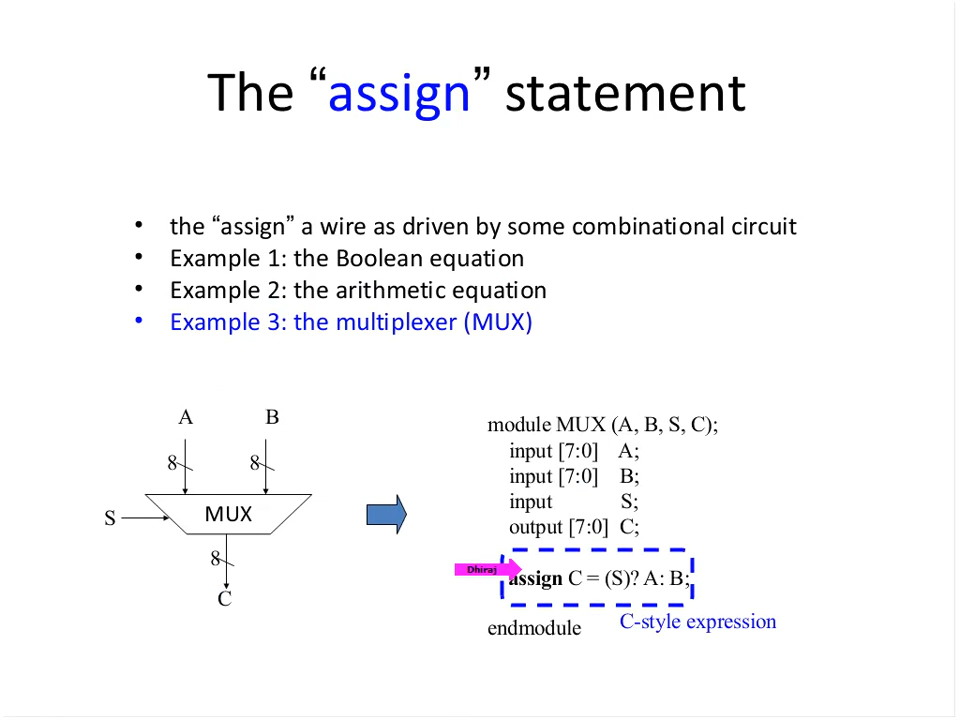 The “assign” statement
• the “assign” a wire as driven by some combinational circuit
• Example 1: the Boolean equation
• Example 2: the arithmetic equation
• Example 3: the multiplexer (MUX)
A B
8 8
S MUX
8
C
module MUX (A, B, S, C);
input [7:0] A;
input [7:0] B;
input S;
output [7:0] C;
Dhiraj
assign C = (S)? A: B;
endmodule
C-style expression